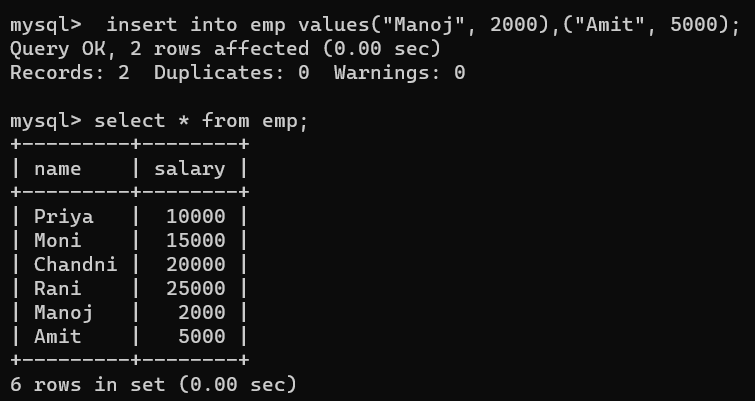 mysql>  insert into emp values("Manoj", 2000),("Amit", 5000);
Query OK, 2 rows affected (0.00 sec)
Records: 2  Duplicates: 0  Warnings: 0

mysql> select * from emp;
+---------+--------+
| name    | salary |
+---------+--------+
| Priya   |  10000 |
| Moni    |  15000 |
| Chandni |  20000 |
| Rani    |  25000 |
| Manoj   |   2000 |
| Amit    |   5000 |
+---------+--------+
6 rows in set (0.00 sec)